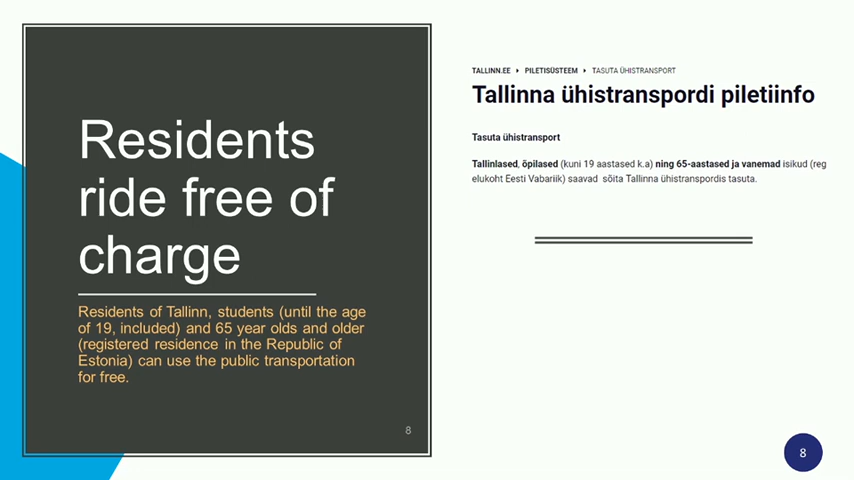 Residents
ride free of
charge
Residents of Tallinn, students (until the age
of 19, included) and 65 year olds and older
(registered residence in the Republic of
Estonia) can use the public transportation
for free.
8
TALLINN.EE ▸ PILETISÜSTEEM ▸ TASUTA ÜHISTRANSPORT
Tallinna ühistranspordi piletiinfo
Tasuta ühistransport
Tallinlased, õpilased (kuni 19 aastased k.a) ning 65-aastased ja vanemad isikud (reg
elukoht Eesti Vabariik) saavad sõita Tallinna ühistranspordis tasuta.
8